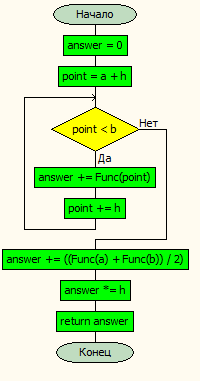 Начало
answer = 0
point = a + h
point < b
Нет
Да
answer += Func(point)
point += h
answer += ((Func(a) + Func(b)) / 2)
answer *= h
return answer
Конец